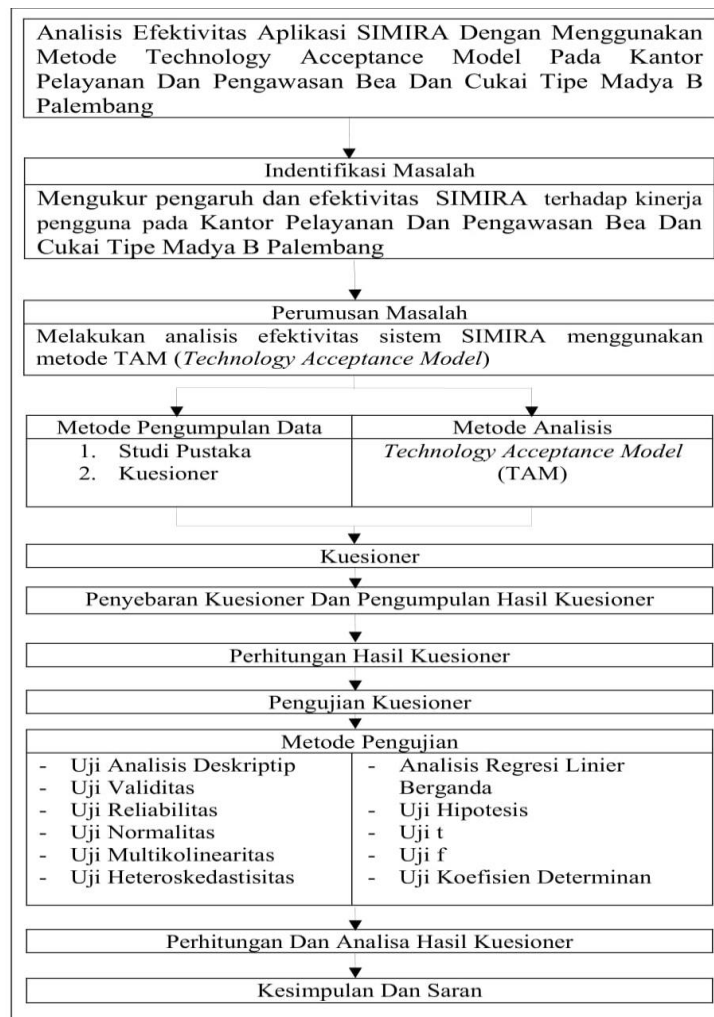 Analisis Efektivitas Aplikasi SIMIRA Dengan Menggunakan
Metode Technology Acceptance Model Pada Kantor
Pelayanan Dan Pengawasan Bea Dan Cukai Tipe Madya B
Palembang
Indentifikasi Masalah
Mengukur pengaruh dan efektivitas SIMIRA terhadap kinerja
pengguna pada Kantor Pelayanan Dan Pengawasan Bea Dan
Cukai Tipe Madya B Palembang
Perumusan Masalah
Melakukan analisis efektivitas sistem SIMIRA menggunakan
metode TAM (Technology Acceptance Model)
Metode Pengumpulan Data
1. Studi Pustaka
2. Kuesioner
Metode Analisis
Technology Acceptance Model
(TAM)
Kuesioner
Penyebaran Kuesioner Dan Pengumpulan Hasil Kuesioner
Perhitungan Hasil Kuesioner
Pengujian Kuesioner
Metode Pengujian
- Uji Analisis Deskriptip
- Uji Validitas
- Uji Reliabilitas
- Uji Normalitas
- Uji Multikolinearitas
- Uji Heteroskedastisitas
- Analisis Regresi Linier
Berganda
- Uji Hipotesis
- Uji t
- Uji f
- Uji Koefisien Determinan
Perhitungan Dan Analisa Hasil Kuesioner
Kesimpulan Dan Saran